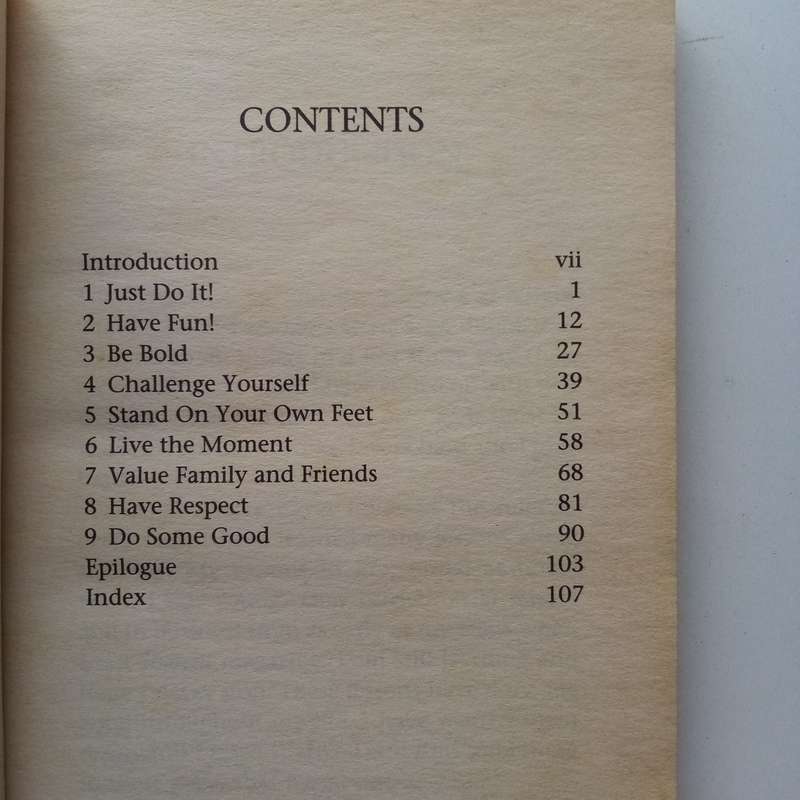 CONTENTS
Introduction vii
1 Just Do It! 1
2 Have Fun! 12
3 Be Bold 27
4 Challenge Yourself 39
5 Stand On Your Own Feet 51
6 Live the Moment 58
7 Value Family and Friends 68
8 Have Respect 81
9 Do Some Good 90
Epilogue 103
Index 107